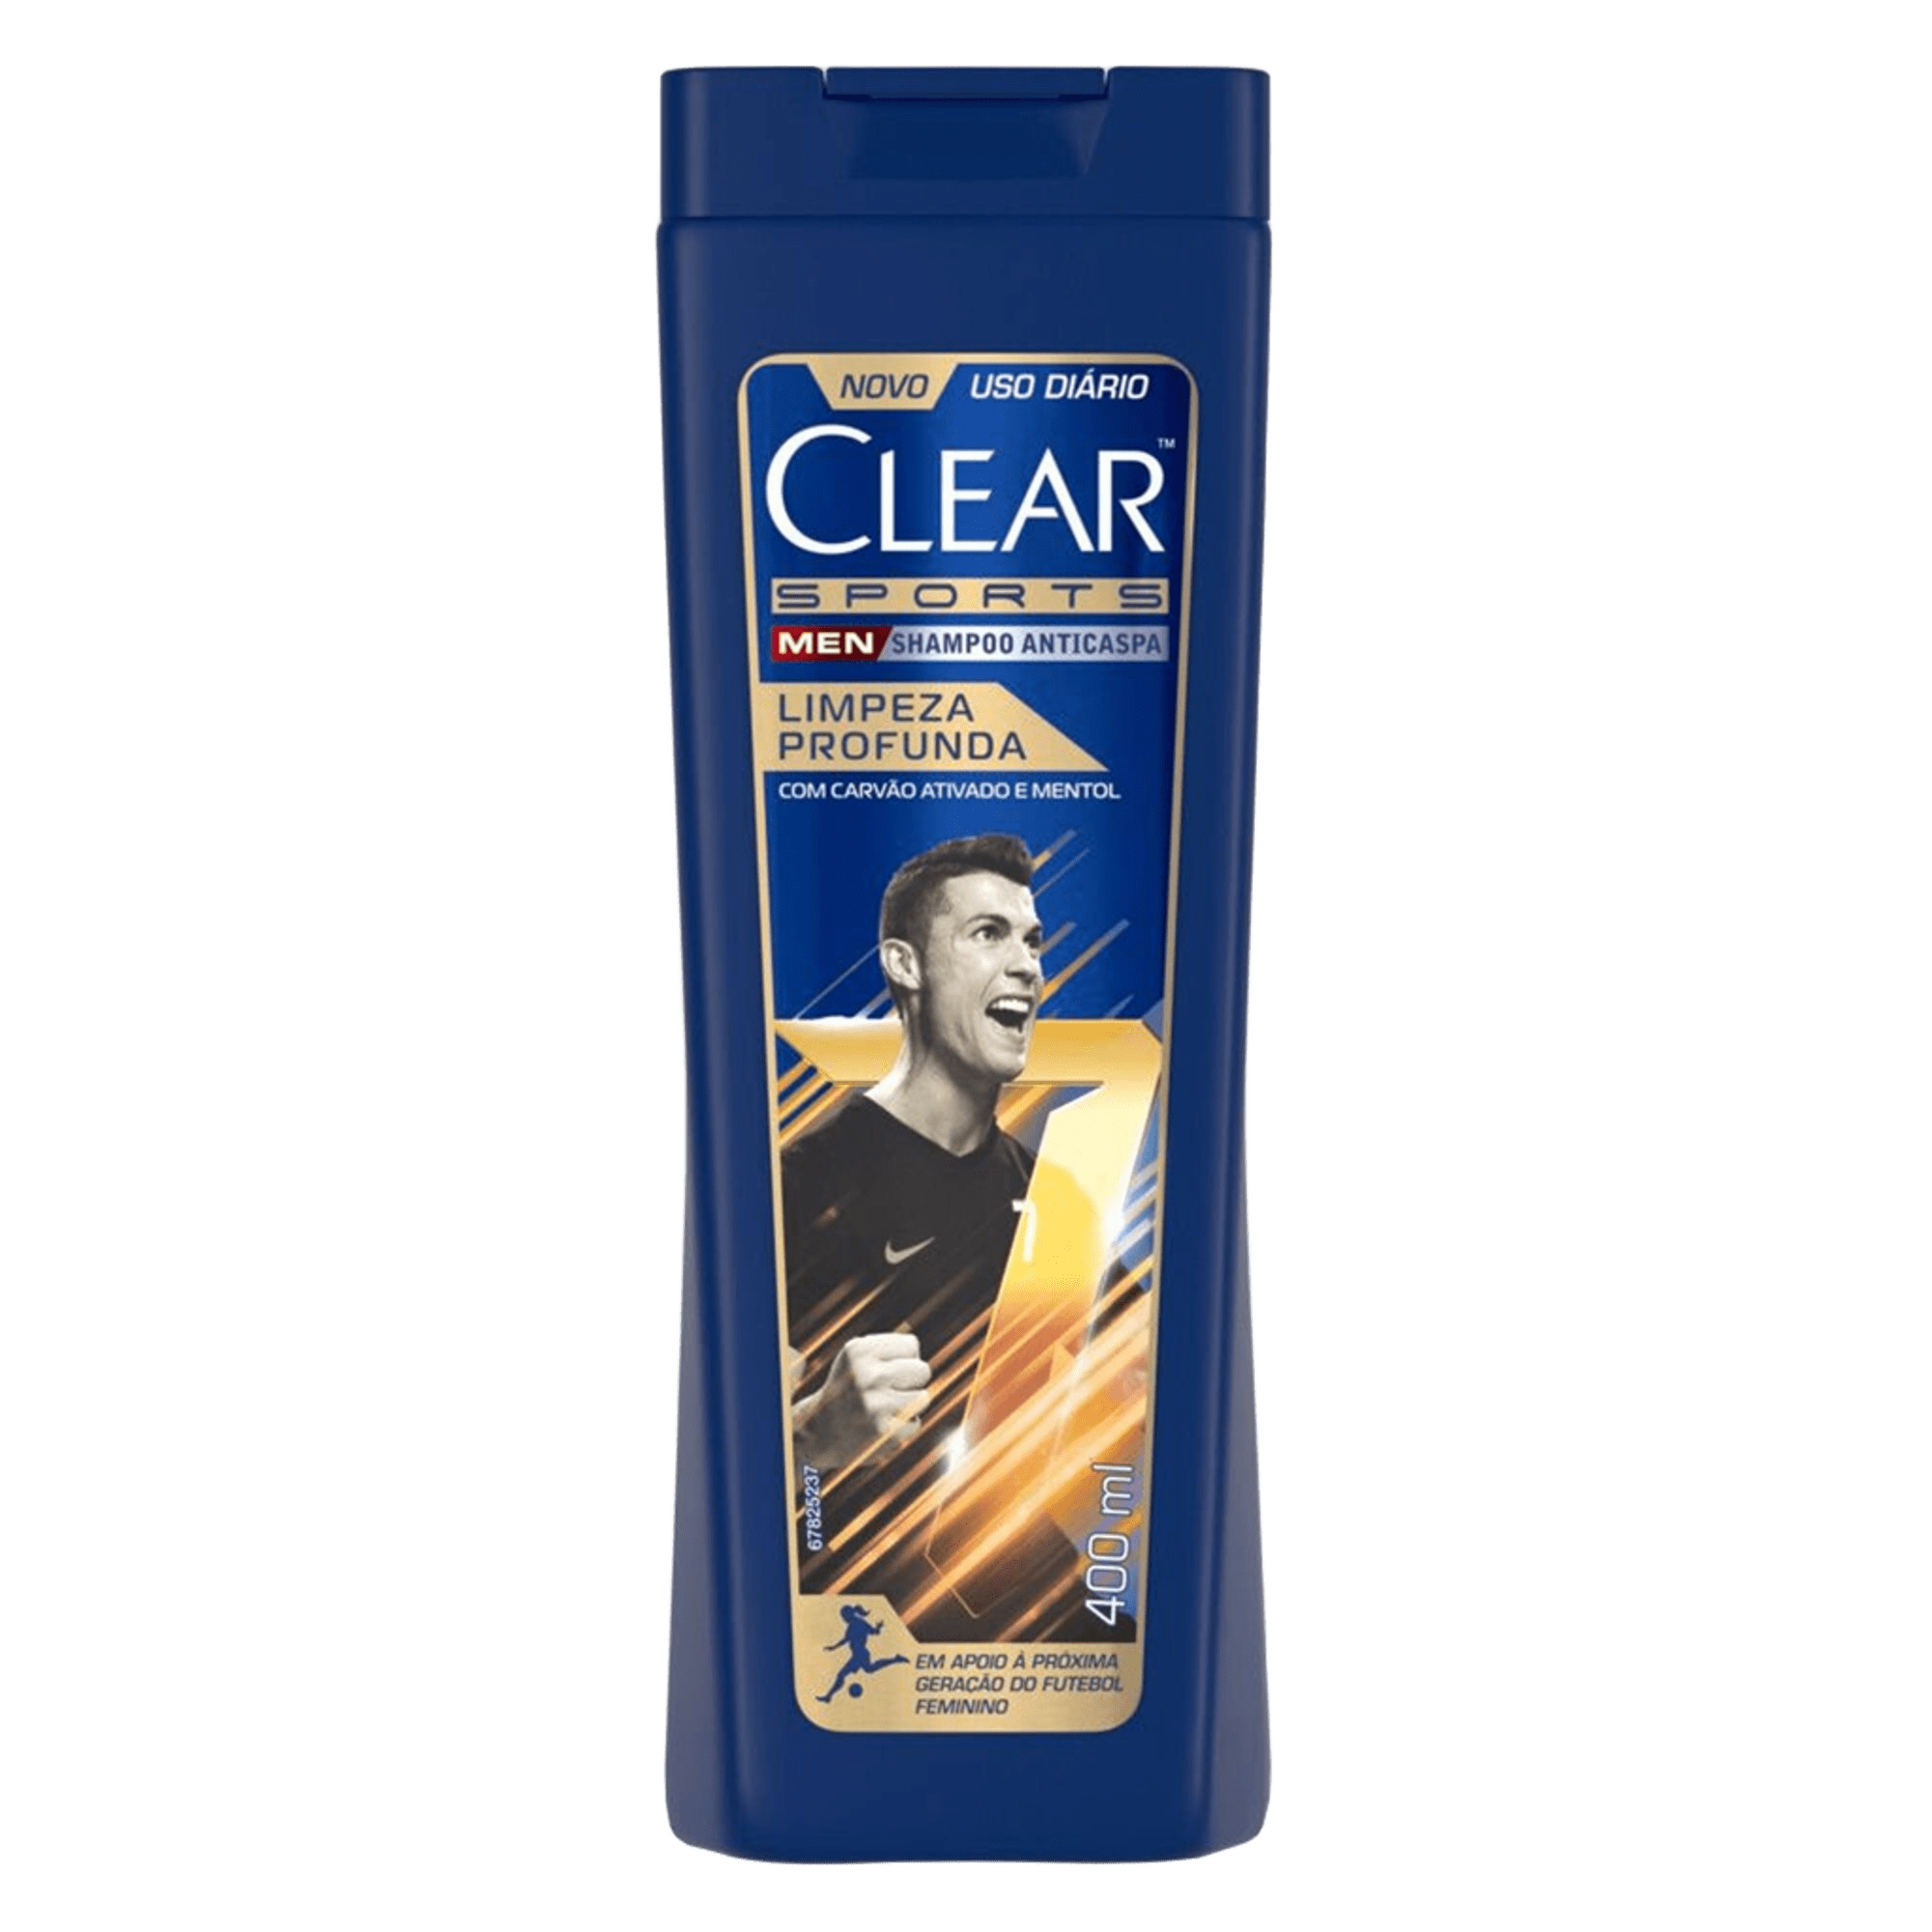 NOVO USO DIÁRIO
CLEAR™
SPORTS
MEN SHAMPOO ANTICASPA
LIMPEZA
PROFUNDA
COM CARVÃO ATIVADO E MENTOL
7
67825237
400 ml
EM APOIO À PRÓXIMA
GERAÇÃO DO FUTEBOL
FEMININO